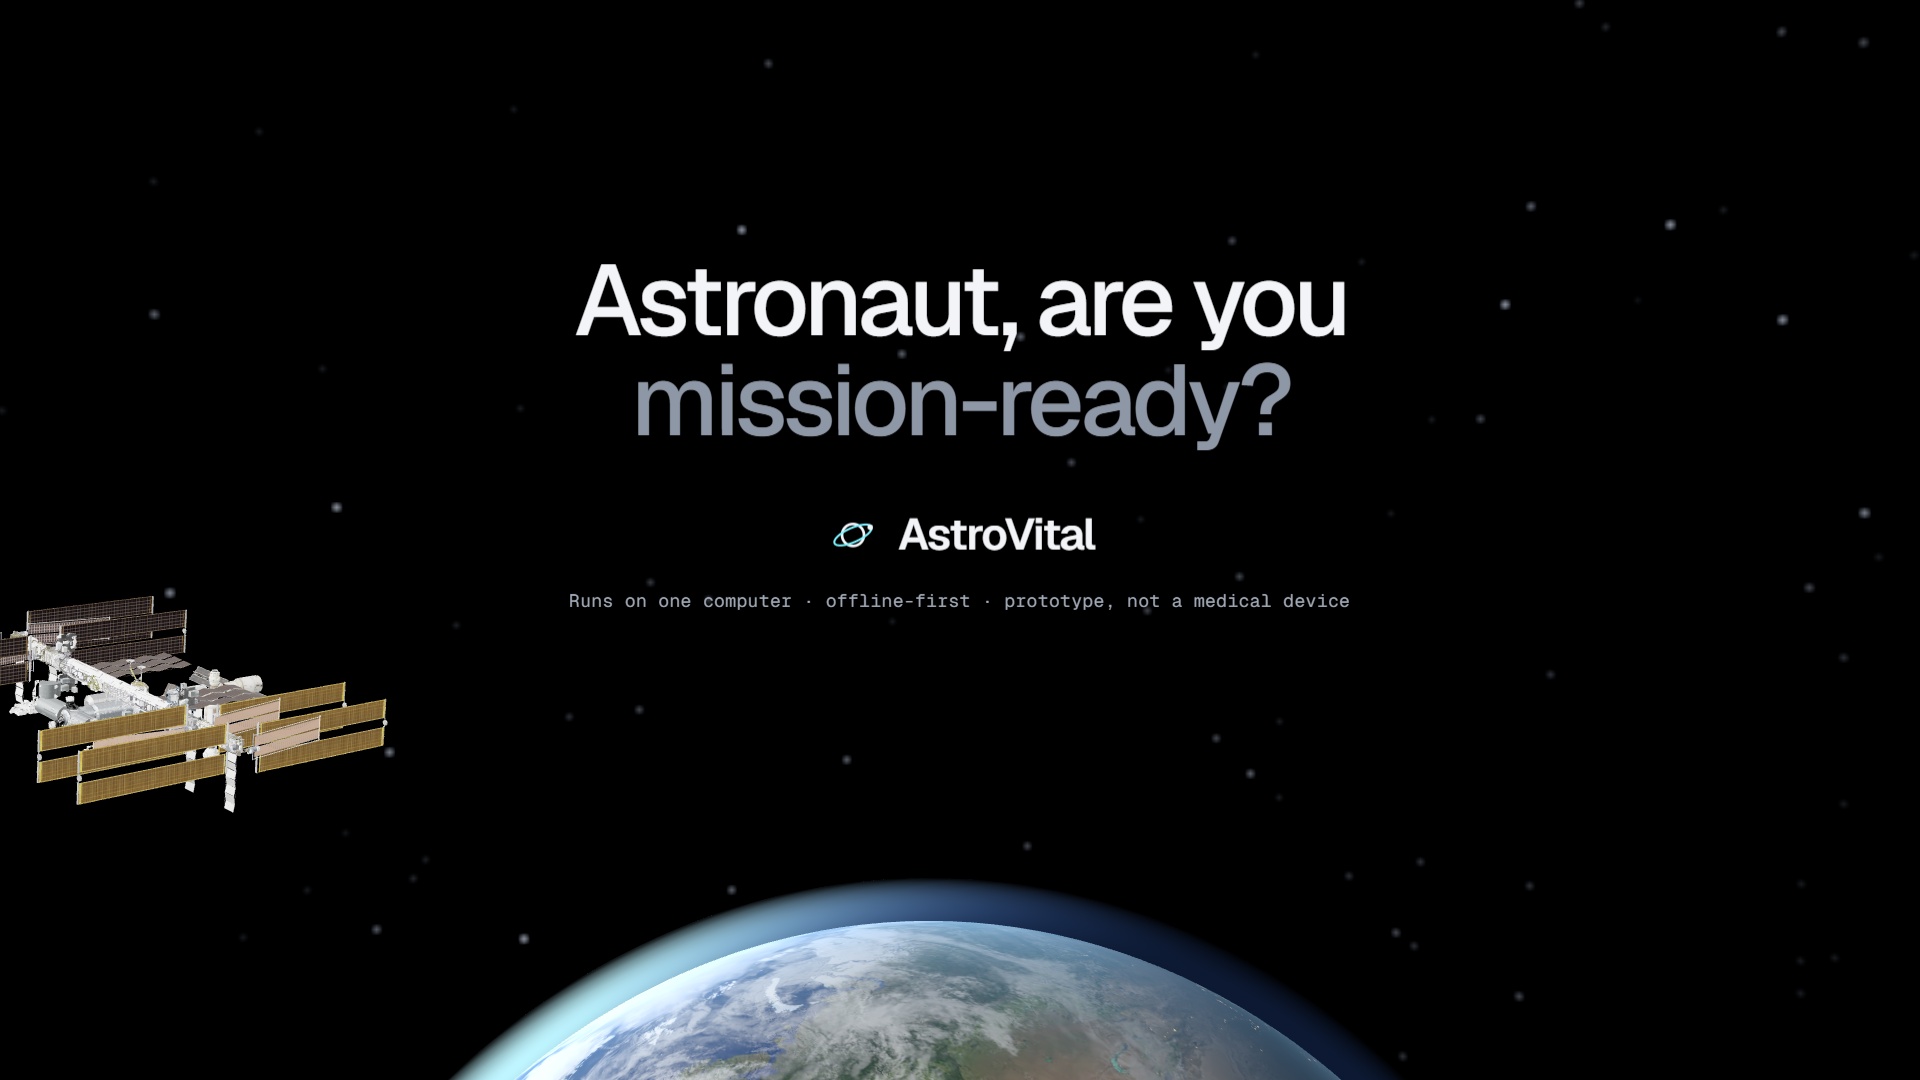 Astronaut, are you
mission-ready?
AstroVital
Runs on one computer · offline-first · prototype, not a medical device